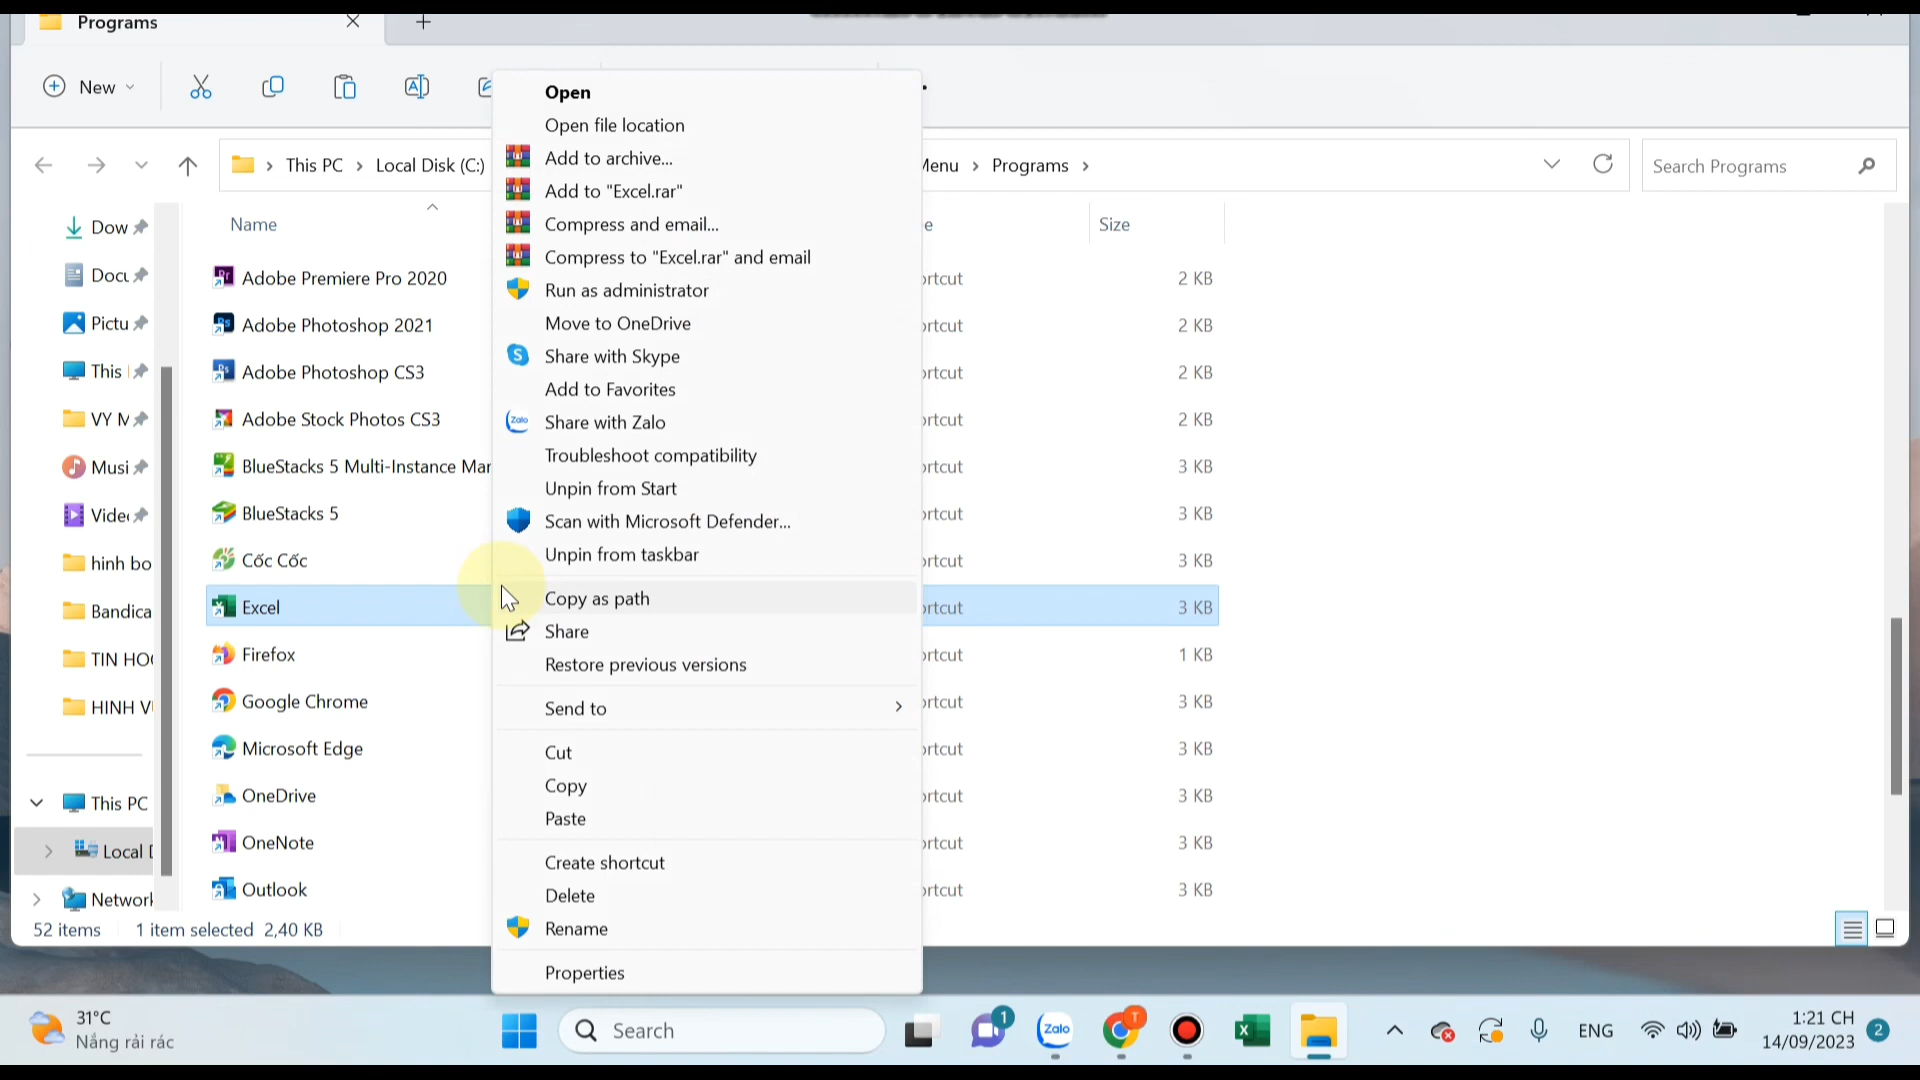 Programs
New
This PC
Local Disk (C:)
Programs
Search Programs
Name
Size
Open
Open file location
Add to archive...
Add to "Excel.rar"
Compress and email...
Compress to "Excel.rar" and email
Run as administrator
Move to OneDrive
Share with Skype
Add to Favorites
Share with Zalo
Troubleshoot compatibility
Unpin from Start
Scan with Microsoft Defender...
Unpin from taskbar
Copy as path
Share
Restore previous versions
Send to
Cut
Copy
Paste
Create shortcut
Delete
Rename
Properties
Dow
Docu
Pictu
This
VY M
Musi
Vide
hinh bo
Bandica
TIN HO
HINH V
This PC
Local
Network
Adobe Premiere Pro 2020 ortcut 2 KB
Adobe Photoshop 2021 ortcut 2 KB
Adobe Photoshop CS3 ortcut 2 KB
Adobe Stock Photos CS3 ortcut 2 KB
BlueStacks 5 Multi-Instance Mar ortcut 3 KB
BlueStacks 5 ortcut 3 KB
Cốc Cốc ortcut 3 KB
Excel ortcut 3 KB
Firefox ortcut 1 KB
Google Chrome ortcut 3 KB
Microsoft Edge ortcut 3 KB
OneDrive ortcut 3 KB
OneNote ortcut 3 KB
Outlook ortcut 3 KB
52 items 1 item selected 2,40 KB
31°C
Nắng rải rác
Search
1
Zalo
T
ENG
1:21 CH
14/09/2023
2